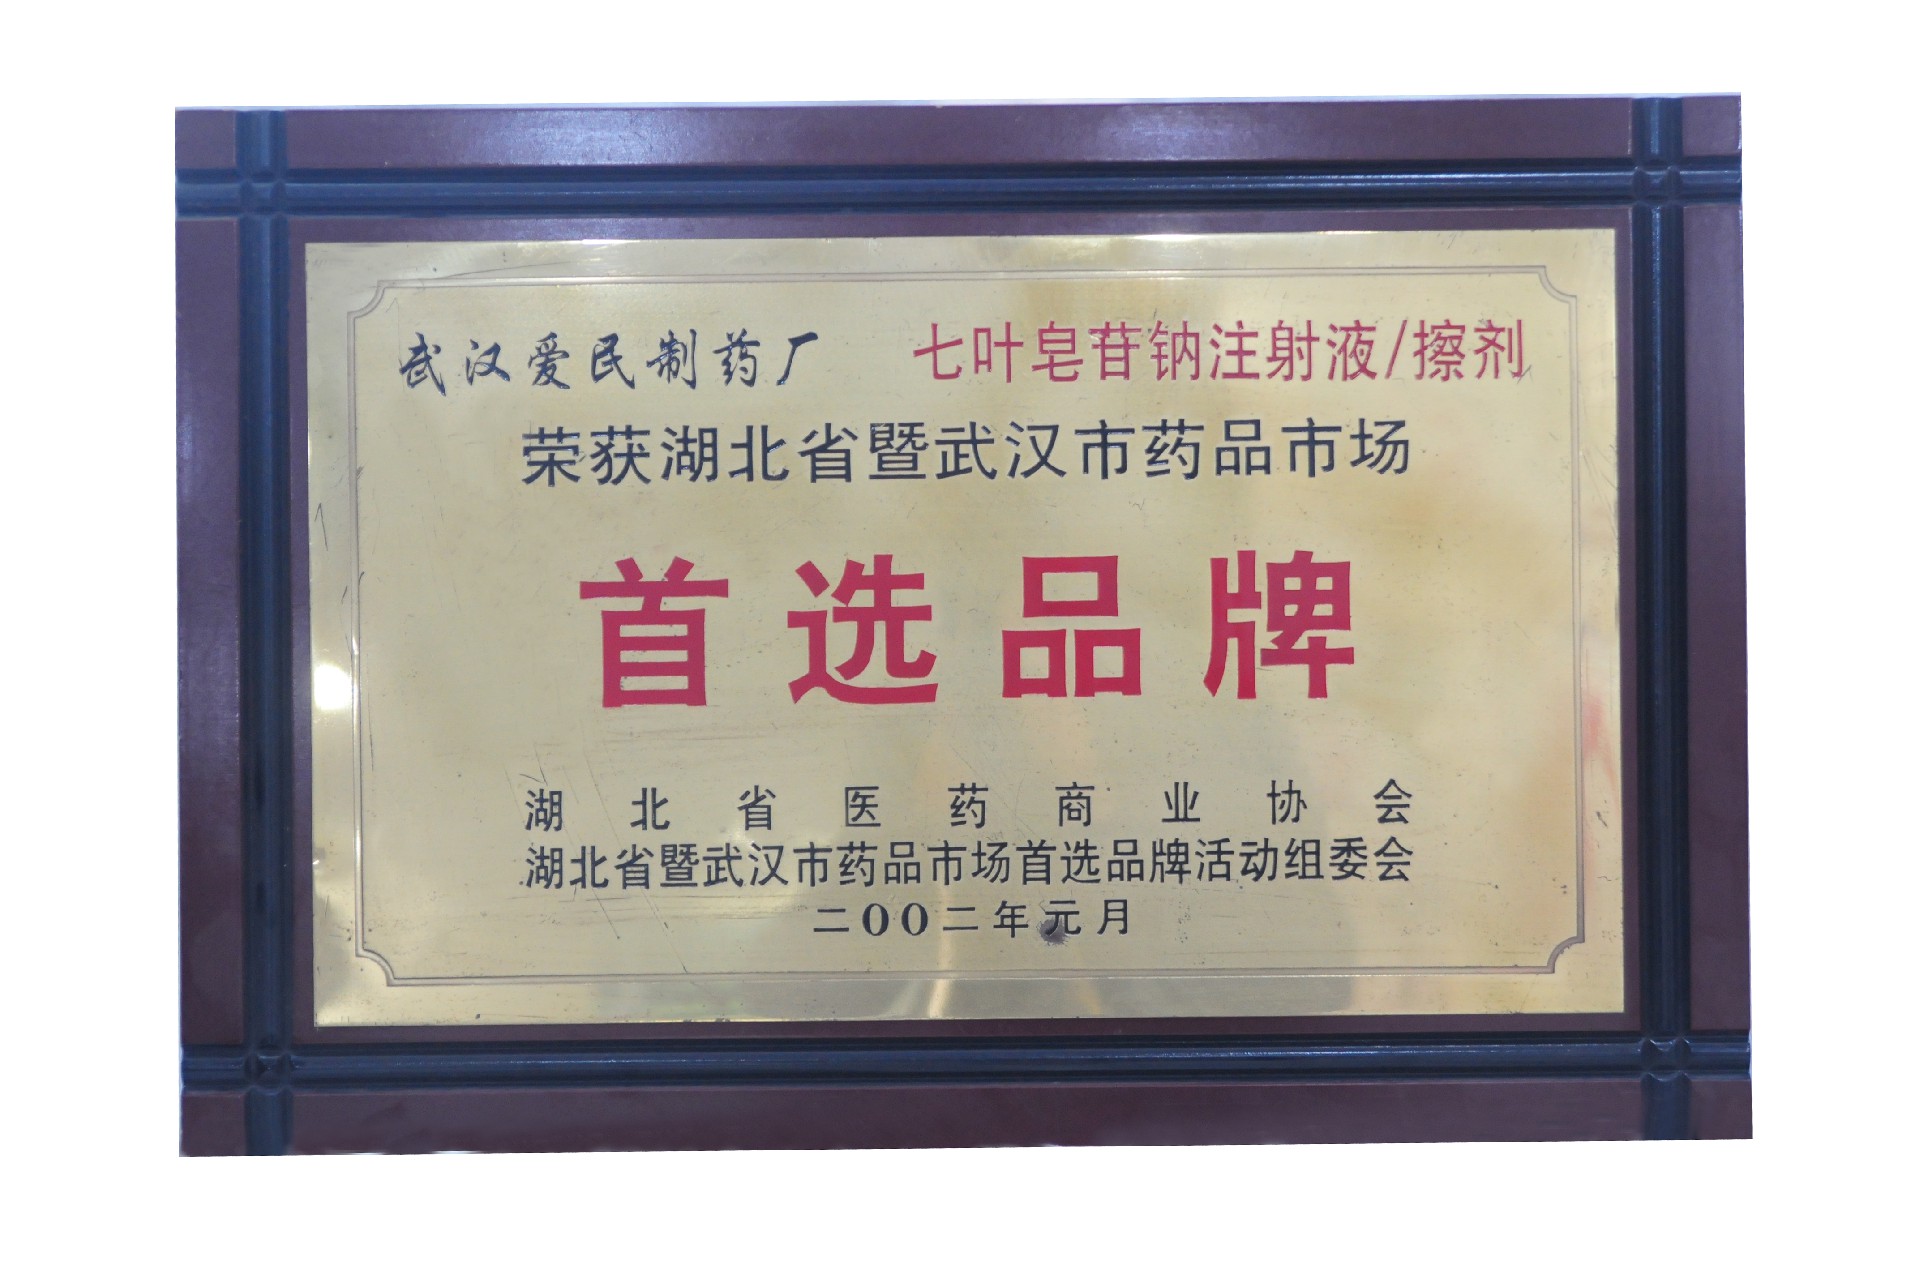 武汉爱民制药厂 七叶皂苷钠注射液/擦剂
荣获湖北省暨武汉市药品市场
首选品牌
湖北省医药商业协会
湖北省暨武汉市药品市场首选品牌活动组委会
二OO二年元月